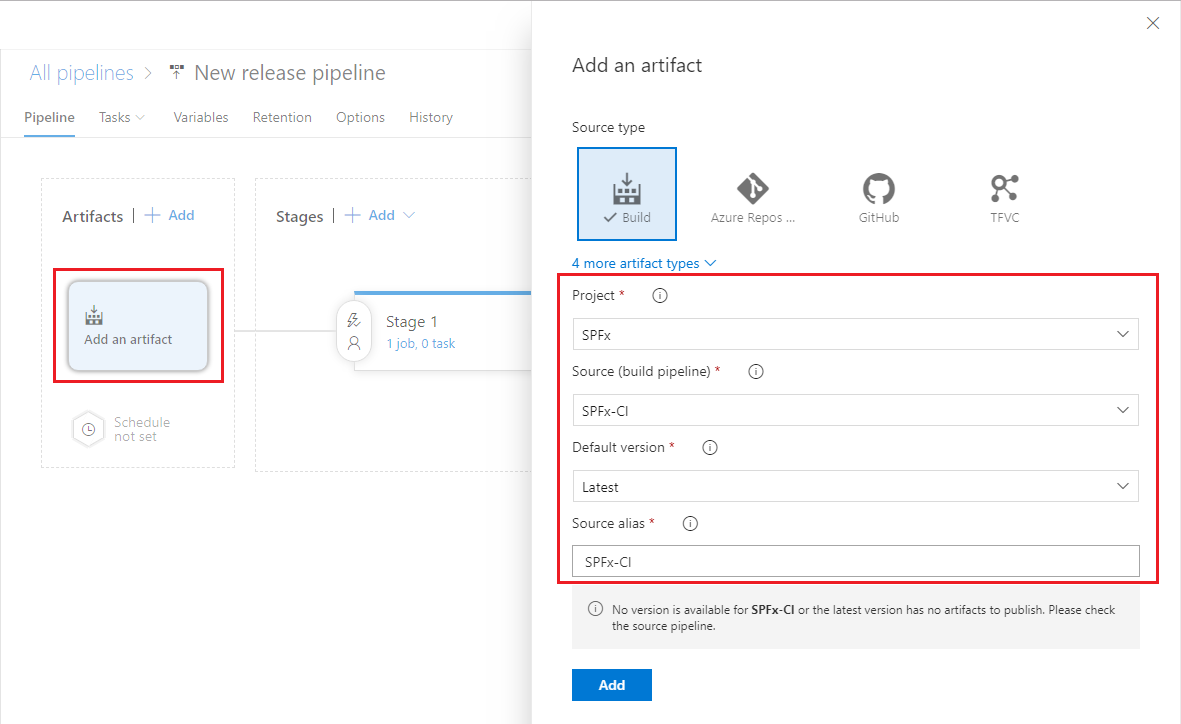 All pipelines > New release pipeline
Pipeline Tasks Variables Retention Options History
Artifacts | + Add
Stages | + Add
Add an artifact
Schedule
not set
Stage 1
1 job, 0 task
Add an artifact
Source type
Build
Azure Repos ...
GitHub
TFVC
4 more artifact types
Project *
SPFx
Source (build pipeline) *
SPFx-CI
Default version *
Latest
Source alias *
SPFx-CI
No version is available for SPFx-CI or the latest version has no artifacts to publish. Please check
the source pipeline.
Add